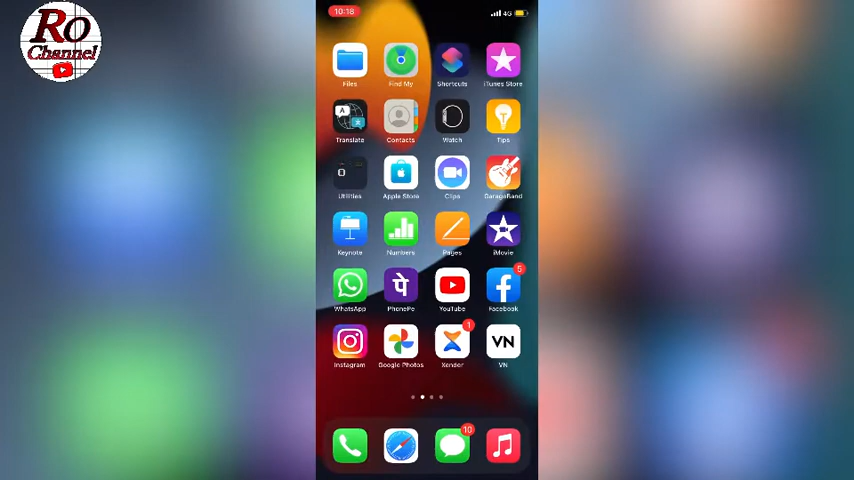 RO
Channel
10:18
4G
Files
Find My
Shortcuts
iTunes Store
A
Translate
Contacts
Watch
Tips
Utilities
Apple Store
Clips
GarageBand
Keynote
Numbers
Pages
iMovie
पे
5
WhatsApp
PhonePe
YouTube
Facebook
1
VN
Instagram
Google Photos
Xender
VN
10